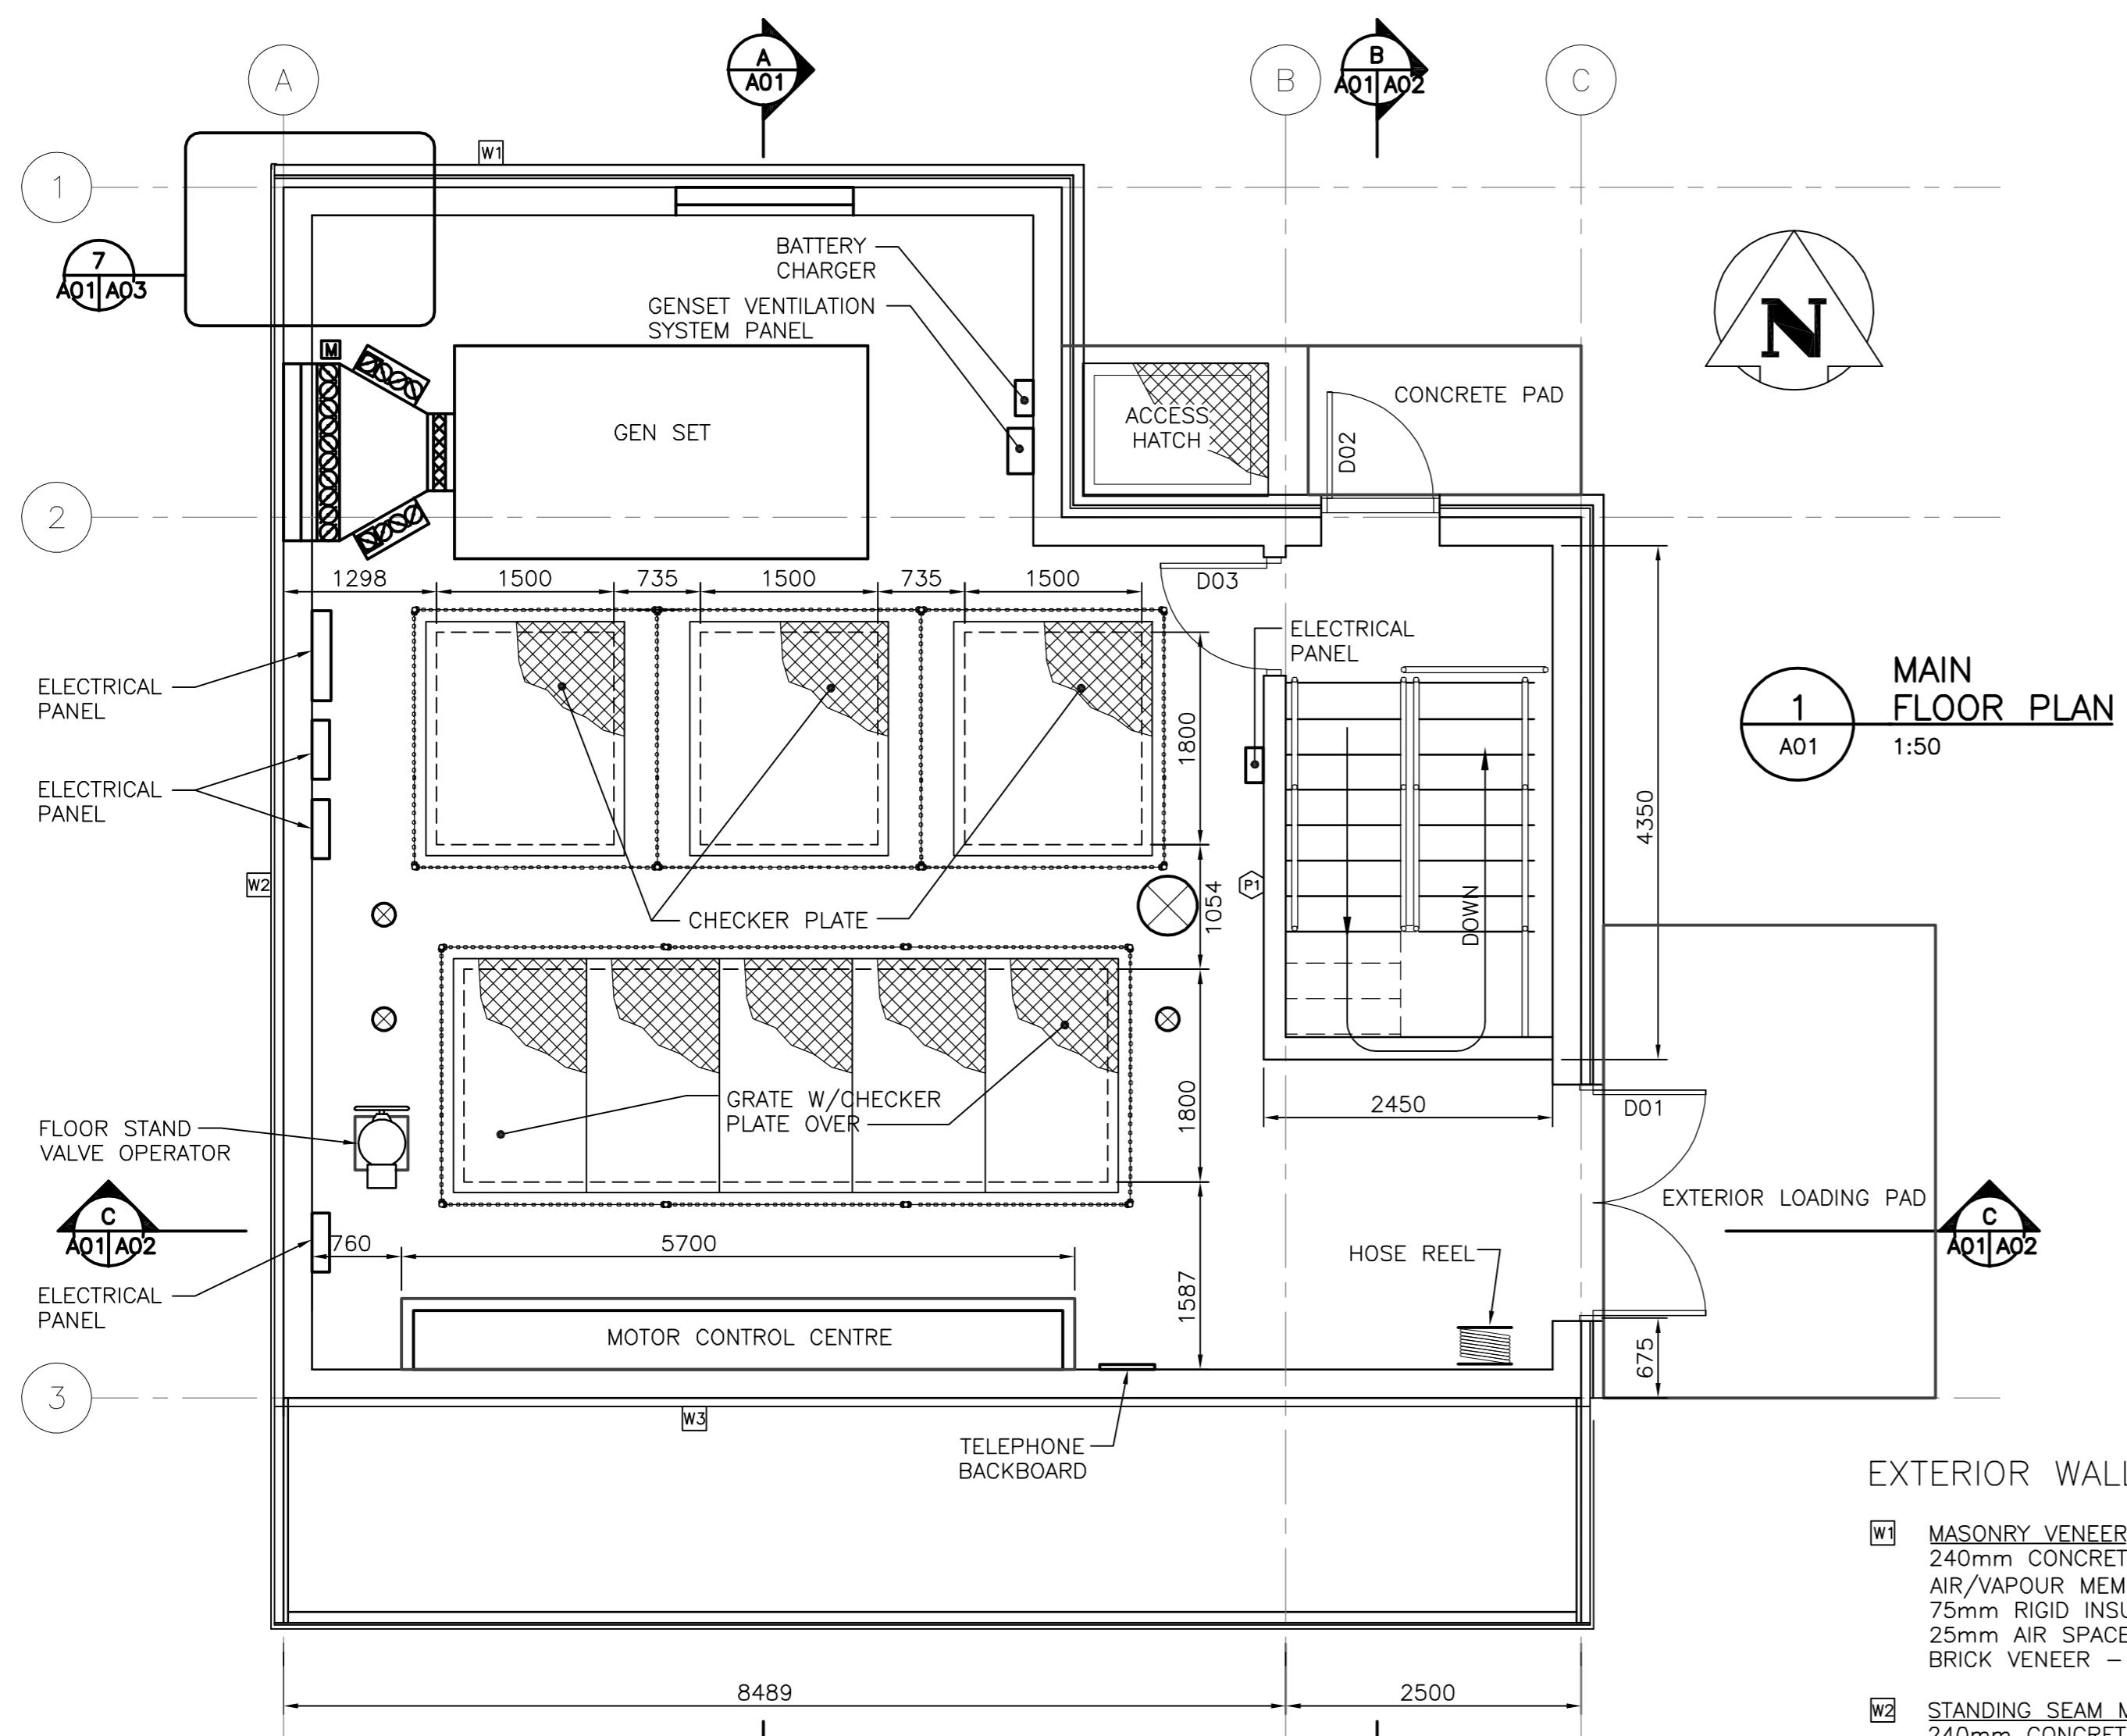 A
A
A01
B
B
A01 A02
C
W1
1
7
A01 A03
BATTERY
CHARGER
GENSET VENTILATION
SYSTEM PANEL
N
M
GEN SET
ACCESS
HATCH
CONCRETE PAD
D02
2
1298
1500
735
1500
735
1500
D03
ELECTRICAL
PANEL
ELECTRICAL
PANEL
1800
MAIN
FLOOR PLAN
1
A01
1:50
ELECTRICAL
PANEL
4350
W2
P1
CHECKER PLATE
1054
DOWN
GRATE W/CHECKER
PLATE OVER
1800
2450
D01
FLOOR STAND
VALVE OPERATOR
EXTERIOR LOADING PAD
C
A01 A02
C
A01 A02
760
5700
HOSE REEL
1587
ELECTRICAL
PANEL
MOTOR CONTROL CENTRE
675
3
W3
TELEPHONE
BACKBOARD
EXTERIOR WALL
W1 MASONRY VENEER
240mm CONCRET
AIR/VAPOUR MEM
75mm RIGID INSU
25mm AIR SPACE
BRICK VENEER –
8489
2500
W2 STANDING SEAM
240mm CONCRET